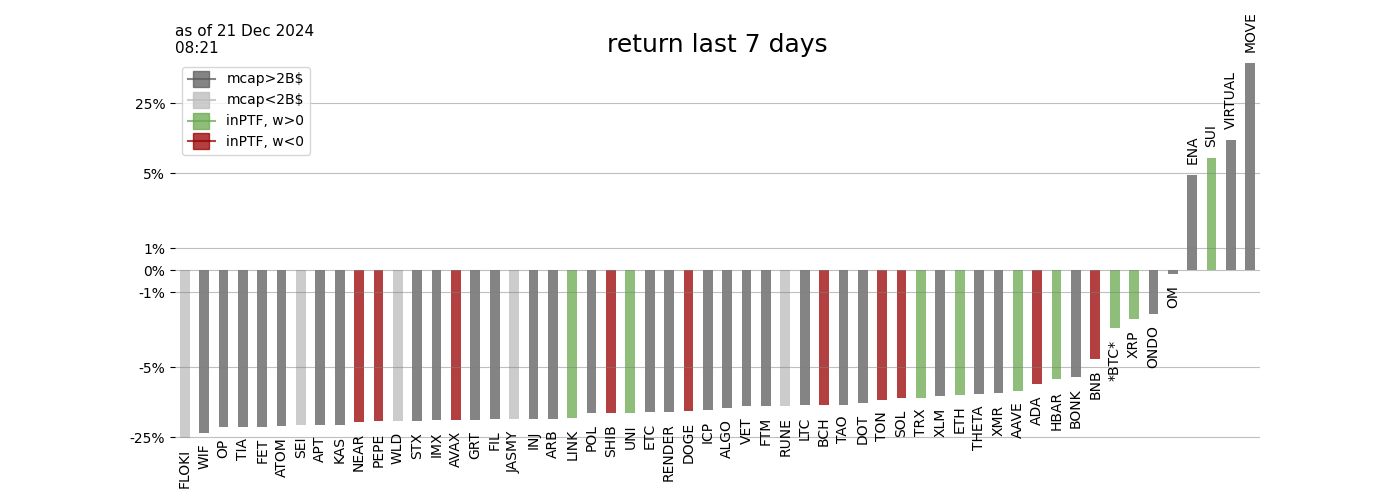 as of 21 Dec 2024
08:21
return last 7 days
mcap>2B$
mcap<2B$
inPTF, w>0
inPTF, w<0
25%
5%
1%
0%
-1%
-5%
-25%
FLOKI
WIF
OP
TIA
FET
ATOM
SEI
APT
KAS
NEAR
PEPE
WLD
STX
IMX
AVAX
GRT
FIL
JASMY
INJ
ARB
LINK
POL
SHIB
UNI
ETC
RENDER
DOGE
ICP
ALGO
VET
FTM
RUNE
LTC
BCH
TAO
DOT
TON
SOL
TRX
XLM
ETH
THETA
XMR
AAVE
ADA
HBAR
BONK
BNB
*BTC*
XRP
ONDO
OM
ENA
SUI
VIRTUAL
MOVE